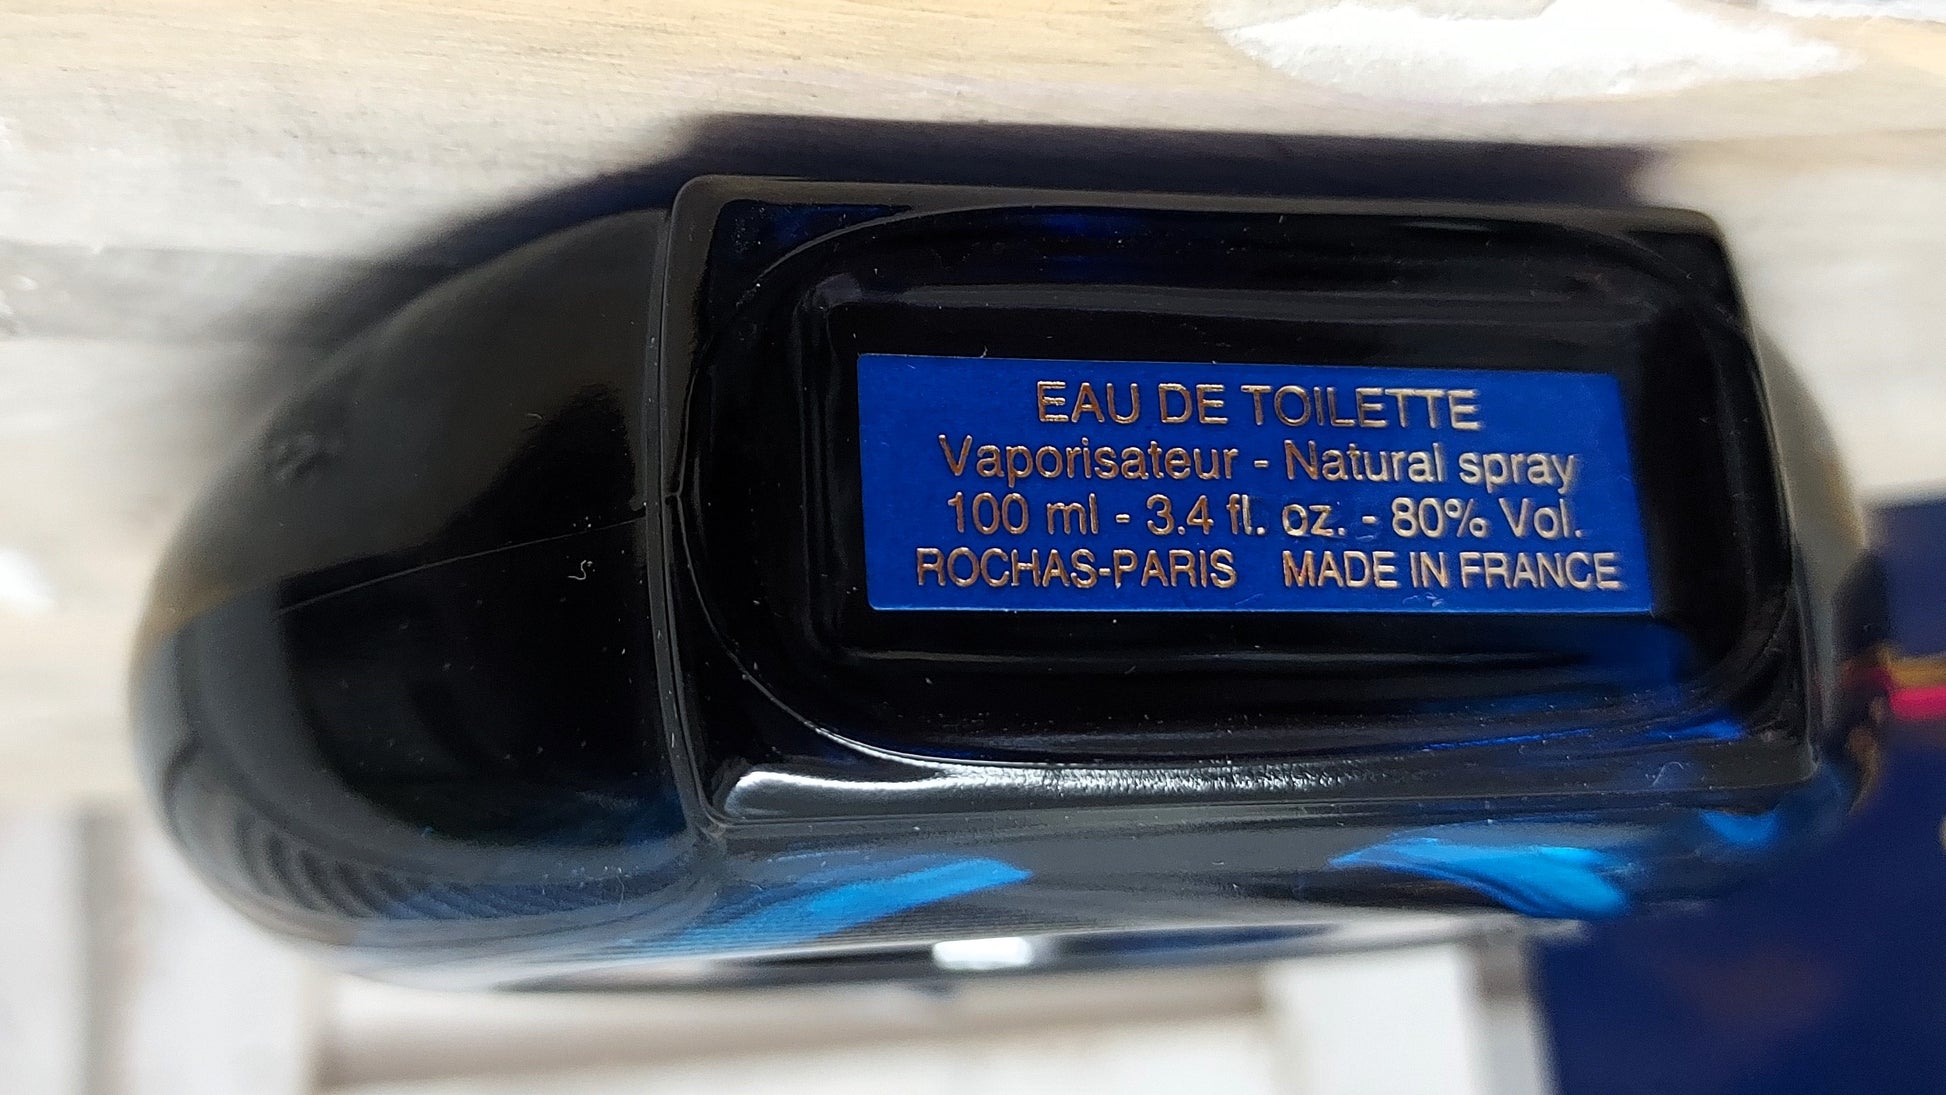 EAU DE TOILETTE
Vaporisateur - Natural spray
100 ml - 3.4 fl. oz. - 80% Vol.
ROCHAS-PARIS MADE IN FRANCE